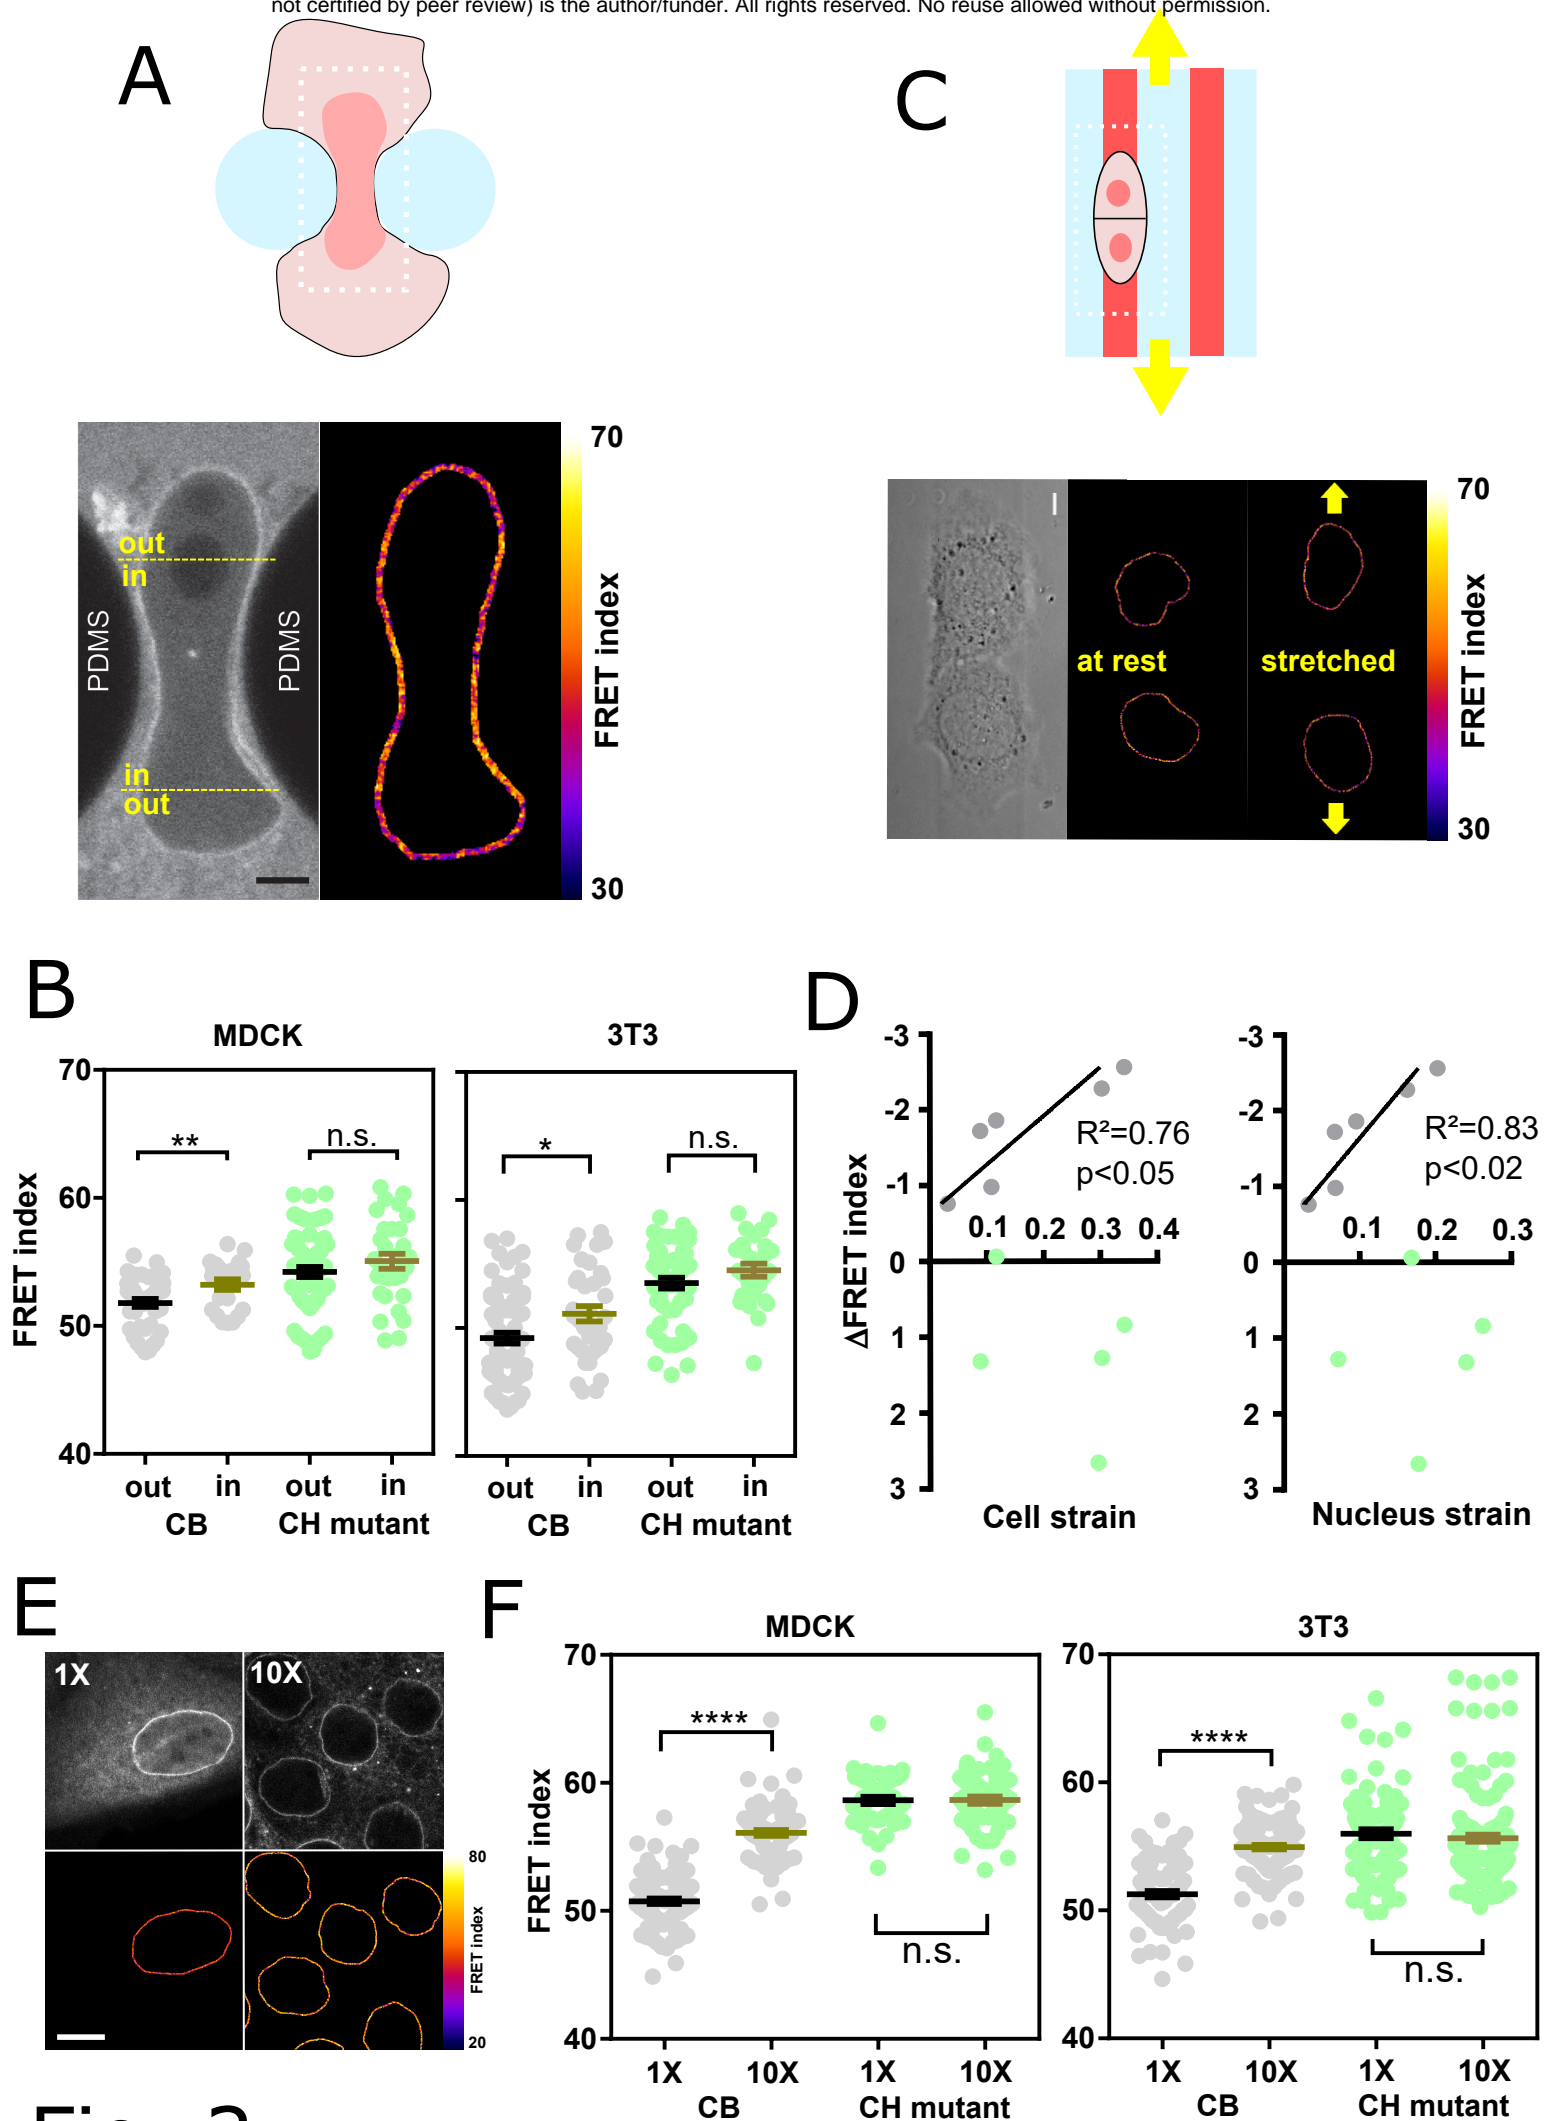 not certified by peer review) is the author/funder. All rights reserved. No reuse allowed without permission.
A
C
70
out
in
PDMS
PDMS
in
out
FRET index
30
70
at rest
stretched
FRET index
30
B
MDCK
3T3
70
60
50
40
FRET index
**
n.s.
*
n.s.
out
in
out
in
out
in
out
in
CB
CH mutant
CB
CH mutant
D
-3
-2
-1
0
1
2
3
ΔFRET index
R²=0.76
p<0.05
0.1
0.2
0.3
0.4
Cell strain
-3
-2
-1
0
1
2
3
R²=0.83
p<0.02
0.1
0.2
0.3
Nucleus strain
E
1X
10X
80
FRET index
20
F
MDCK
70
60
50
40
FRET index
****
n.s.
1X
10X
1X
10X
CB
CH mutant
3T3
70
60
50
40
****
n.s.
1X
10X
1X
10X
CB
CH mutant